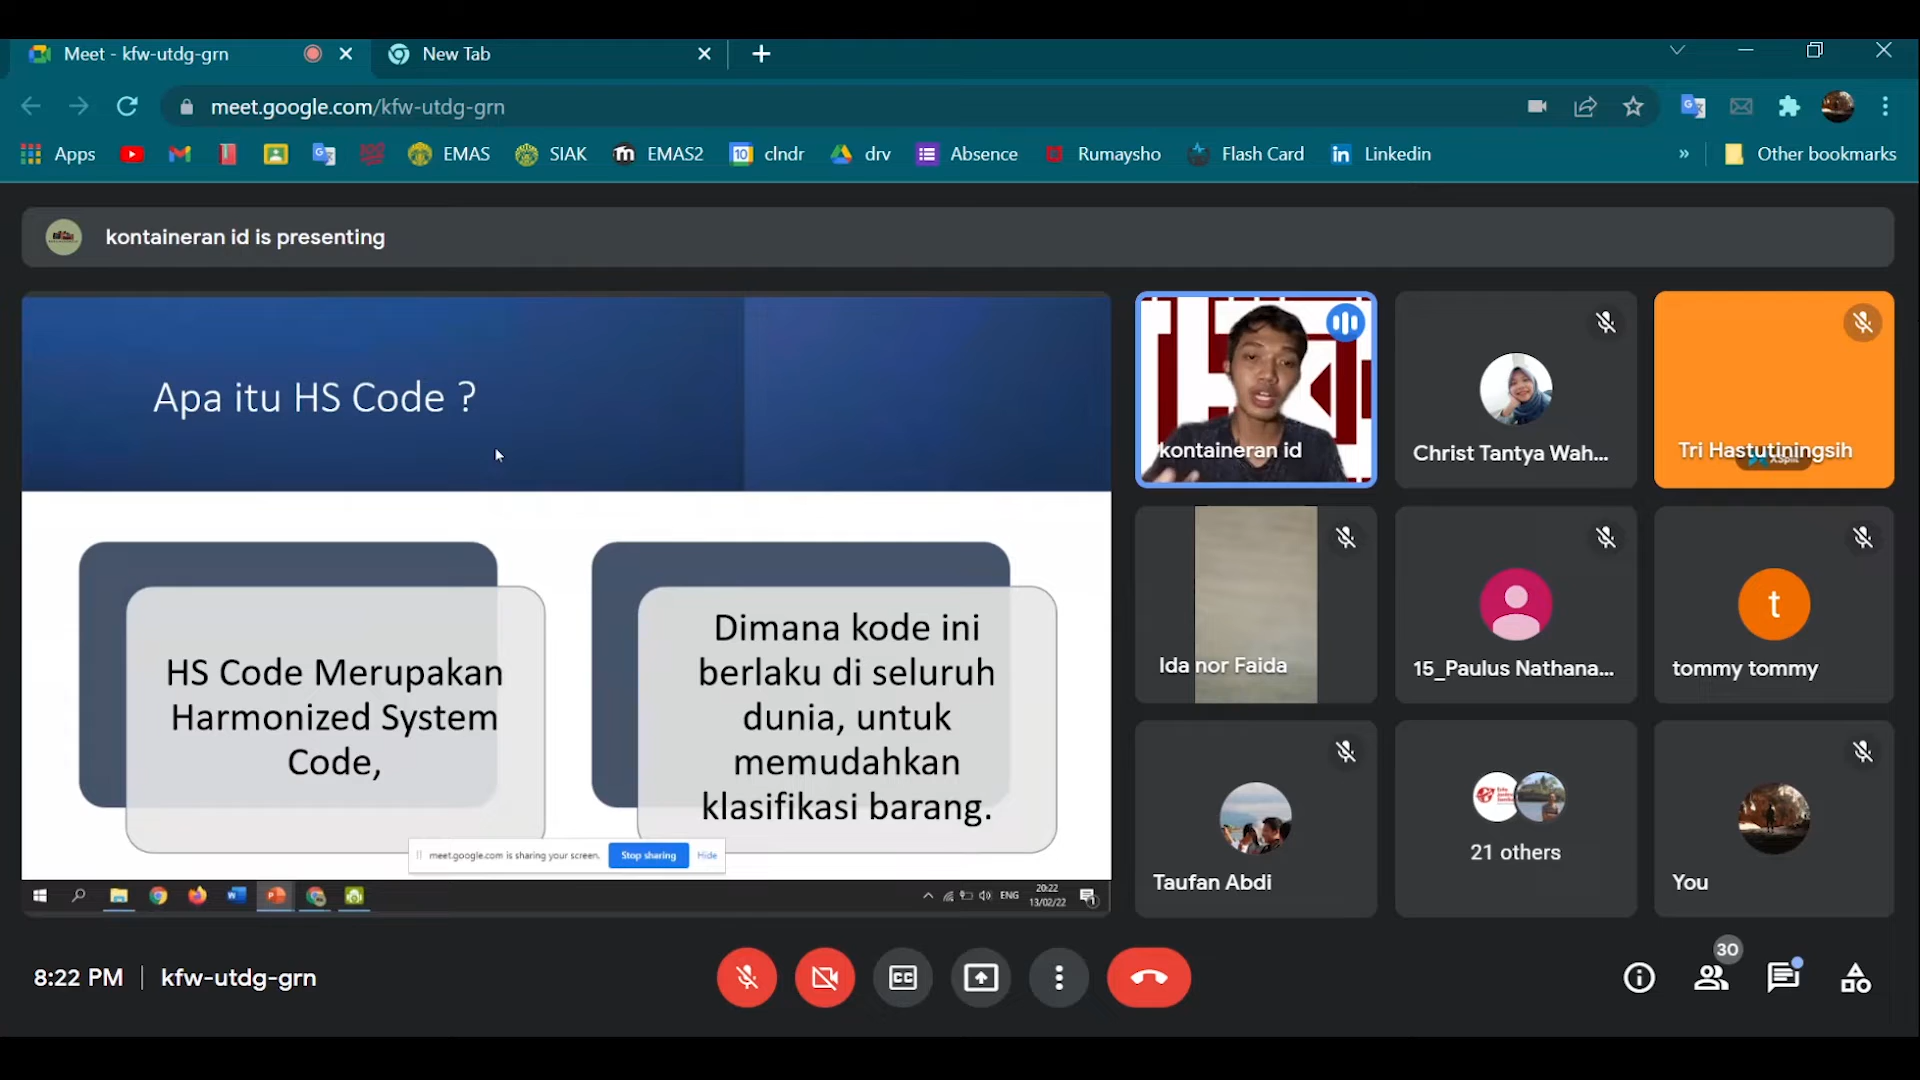 Meet - kfw-utdg-grn
New Tab
meet.google.com/kfw-utdg-grn
Apps
EMAS
SIAK
EMAS2
10
clndr
drv
Absence
Rumaysho
Flash Card
Linkedin
»
Other bookmarks
kontaineran id is presenting
Apa itu HS Code ?
HS Code Merupakan
Harmonized System
Code,
Dimana kode ini
berlaku di seluruh
dunia, untuk
memudahkan
klasifikasi barang.
meet.google.com is sharing your screen.
Stop sharing
Hide
ENG
20:22
13/02/22
kontaineran id
Christ Tantya Wah...
Tri Hastutiningsih
Ida nor Faida
15_Paulus Nathana...
t
tommy tommy
Taufan Abdi
21 others
You
8:22 PM
kfw-utdg-grn
CC
30